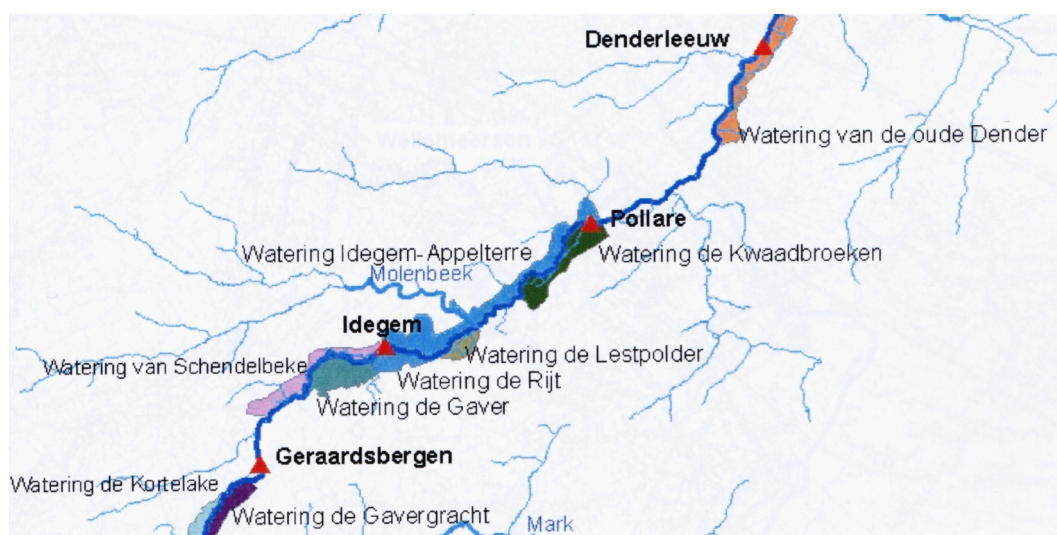 Denderleeuw
Watering van de oude Dender
Wellemeersen
Pollare
Watering Idegem-Appelterre
Watering de Kwaadbroeken
Molenbeek
Idegem
Watering de Lestpolder
Watering van Schendelbeke
Watering de Rijt
Watering de Gaver
Geraardsbergen
Watering de Kortelake
Watering de Gavergracht
Mark